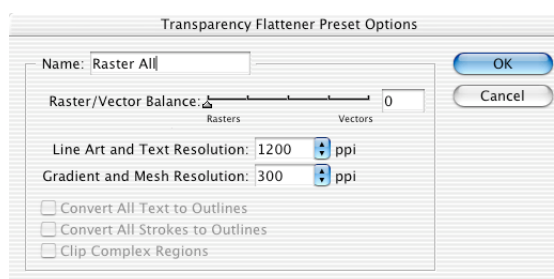 Transparency Flattener Preset Options
Name: Raster All
OK
Raster/Vector Balance: 0
Cancel
Rasters Vectors
Line Art and Text Resolution: 1200 ppi
Gradient and Mesh Resolution: 300 ppi
Convert All Text to Outlines
Convert All Strokes to Outlines
Clip Complex Regions